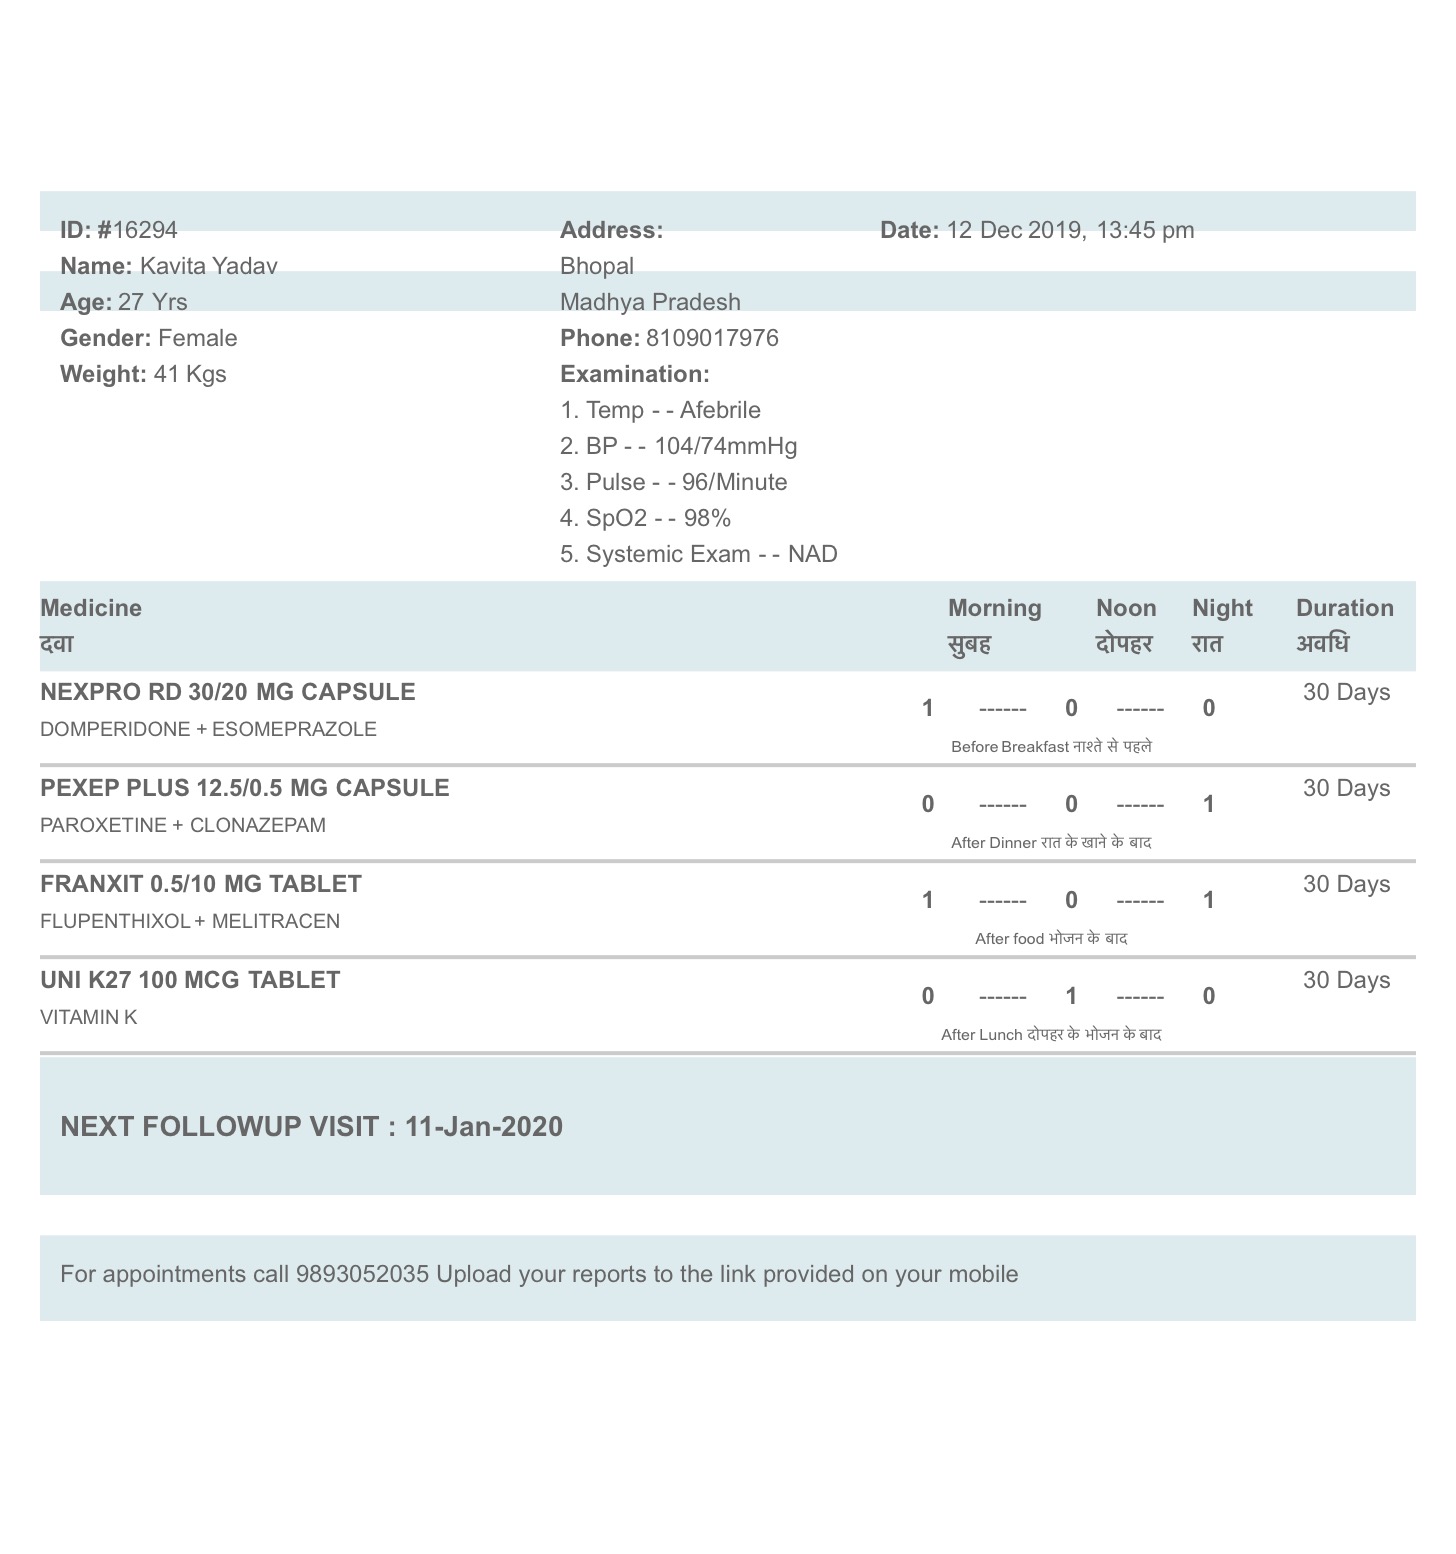 ID: #16294
Name: Kavita Yadav
Age: 27 Yrs
Gender: Female
Weight: 41 Kgs
Address:
Bhopal
Madhya Pradesh
Phone: 8109017976
Examination:
1. Temp - - Afebrile
2. BP - - 104/74mmHg
3. Pulse - - 96/Minute
4. SpO2 - - 98%
5. Systemic Exam - - NAD
Date: 12 Dec 2019, 13:45 pm
Medicine Morning Noon Night Duration
दवा सुबह दोपहर रात अवधि
NEXPRO RD 30/20 MG CAPSULE 30 Days
1 ------ 0 ------ 0
DOMPERIDONE + ESOMEPRAZOLE
Before Breakfast नाश्ते से पहले
PEXEP PLUS 12.5/0.5 MG CAPSULE 30 Days
0 ------ 0 ------ 1
PAROXETINE + CLONAZEPAM
After Dinner रात के खाने के बाद
FRANXIT 0.5/10 MG TABLET 30 Days
1 ------ 0 ------ 1
FLUPENTHIXOL + MELITRACEN
After food भोजन के बाद
UNI K27 100 MCG TABLET 30 Days
0 ------ 1 ------ 0
VITAMIN K
After Lunch दोपहर के भोजन के बाद
NEXT FOLLOWUP VISIT : 11-Jan-2020
For appointments call 9893052035 Upload your reports to the link provided on your mobile